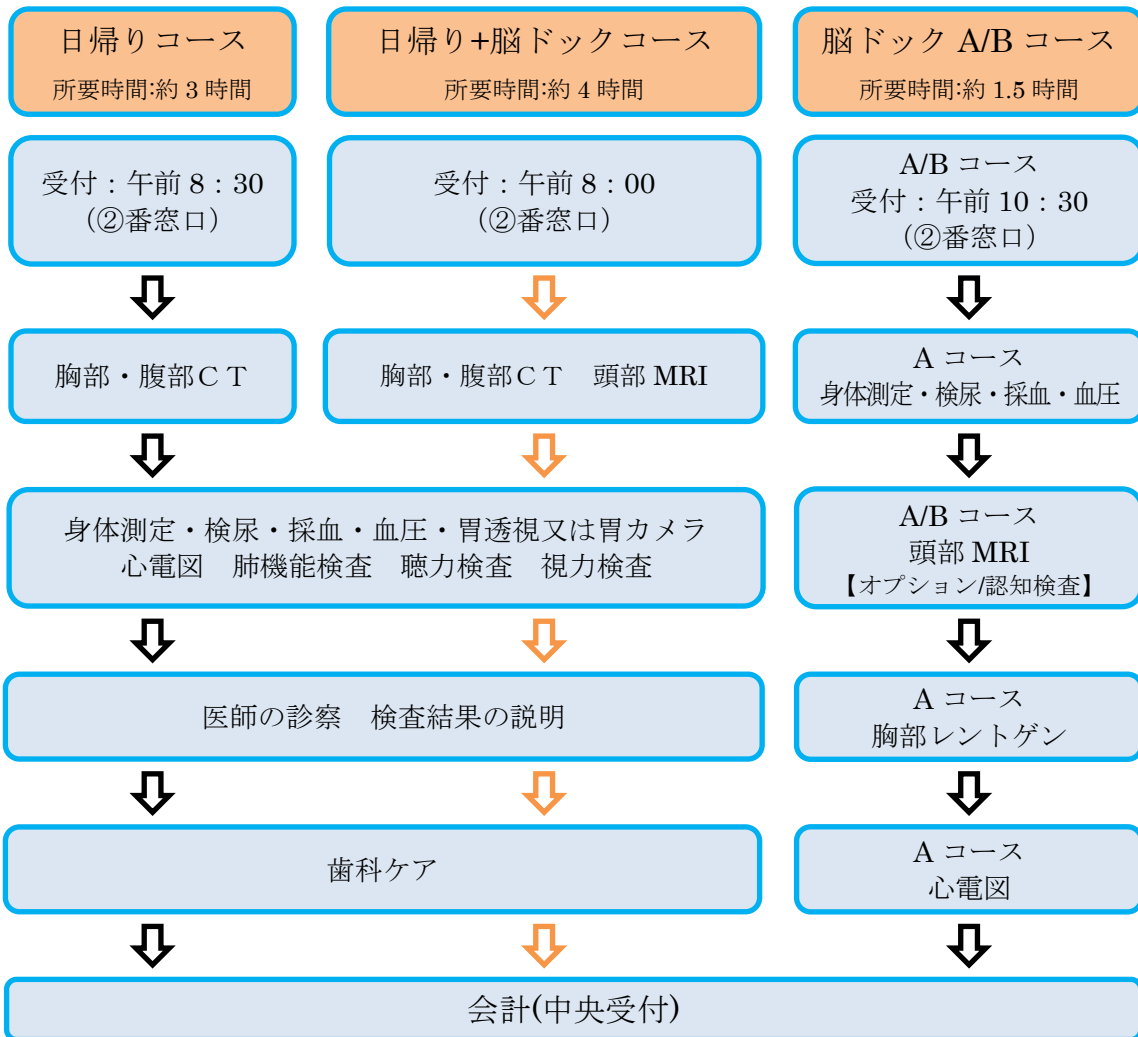 日帰りコース
所要時間:約 3 時間
日帰り+脳ドックコース
所要時間:約 4 時間
脳ドック A/B コース
所要時間:約 1.5 時間
受付：午前 8：30
（②番窓口）
受付：午前 8：00
（②番窓口）
A/B コース
受付：午前 10：30
（②番窓口）
胸部・腹部ＣＴ
胸部・腹部ＣＴ　頭部 MRI
A コース
身体測定・検尿・採血・血圧
身体測定・検尿・採血・血圧・胃透視又は胃カメラ
心電図　肺機能検査　聴力検査　視力検査
A/B コース
頭部 MRI
【オプション/認知検査】
医師の診察　検査結果の説明
A コース
胸部レントゲン
歯科ケア
A コース
心電図
会計(中央受付)